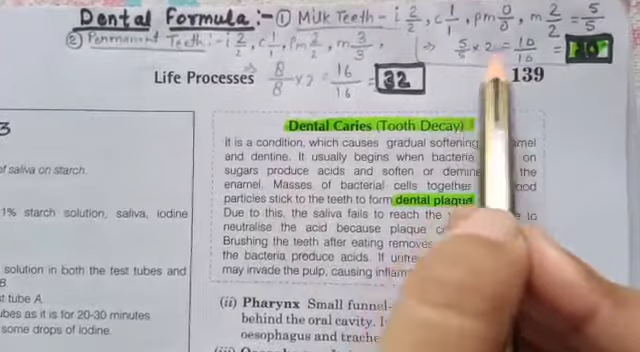 Dental Formula :- ① Milk Teeth - i 2/2, c 1/1, pm 0/0, m 2/2 = 5/5
② Permanent Teeth :- i 2/2, c 1/1, Pm 2/2, m 3/3, ⇒ 5/5 × 2 = 10/10 =
Life Processes ⇒ 8/8 × 2 = 16/16 = 32 139
Dental Caries (Tooth Decay)
It is a condition, which causes gradual softening
and dentine. It usually begins when bacteria on
sugars produce acids and soften or the
enamel. Masses of bacterial cells together
particles stick to the teeth to form dental plaque
Due to this, the saliva fails to reach the to
neutralise the acid because plaque
Brushing the teeth after eating removes
the bacteria produce acids. If
may invade the pulp, causing
3
of saliva on starch.
1% starch solution, saliva, iodine
solution in both the test tubes and
B.
tube A.
as it is for 20-30 minutes
some drops of iodine.
(ii) Pharynx Small funnel-
behind the oral cavity.
oesophagus and